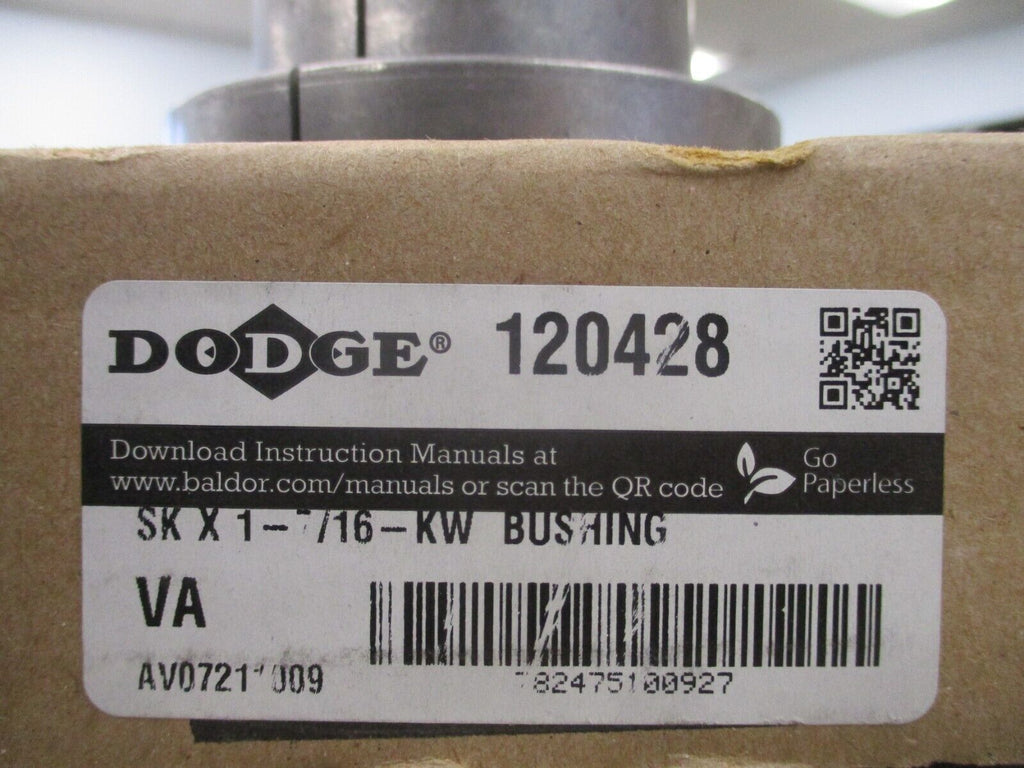 DODGE® 120428
Download Instruction Manuals at
www.baldor.com/manuals or scan the QR code
Go
Paperless
SK X 1-7/16-KW BUSHING
VA
782475100927